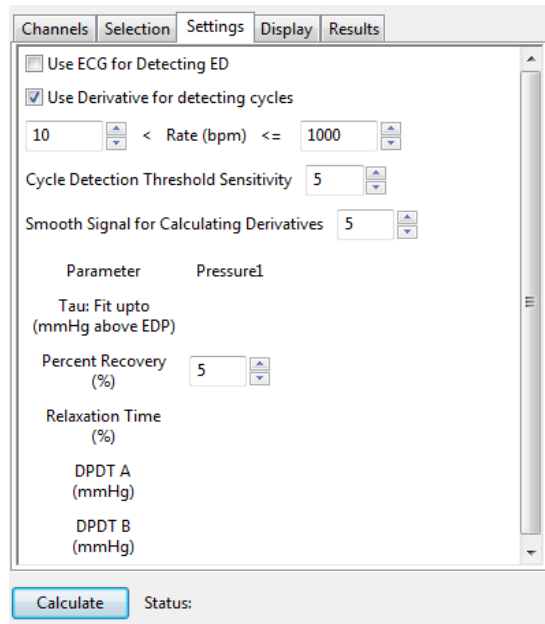 Channels Selection Settings Display Results
Use ECG for Detecting ED
Use Derivative for detecting cycles
10 < Rate (bpm) <= 1000
Cycle Detection Threshold Sensitivity 5
Smooth Signal for Calculating Derivatives 5
Parameter Pressure1
Tau: Fit upto
(mmHg above EDP)
Percent Recovery
(%) 5
Relaxation Time
(%)
DPDT A
(mmHg)
DPDT B
(mmHg)
Calculate Status: